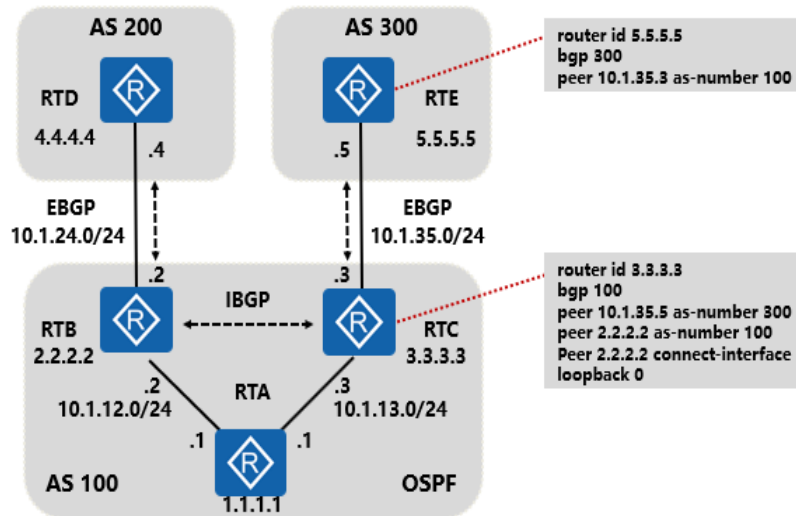 AS 200
AS 300
R
R
RTD
RTE
4.4.4.4
5.5.5.5
.4
.5
router id 5.5.5.5
bgp 300
peer 10.1.35.3 as-number 100
EBGP
10.1.24.0/24
EBGP
10.1.35.0/24
.2
.3
IBGP
R
R
RTB
2.2.2.2
RTC
3.3.3.3
router id 3.3.3.3
bgp 100
peer 10.1.35.5 as-number 300
peer 2.2.2.2 as-number 100
Peer 2.2.2.2 connect-interface
loopback 0
.2
.3
RTA
10.1.12.0/24
10.1.13.0/24
.1
.1
R
AS 100
OSPF
1.1.1.1